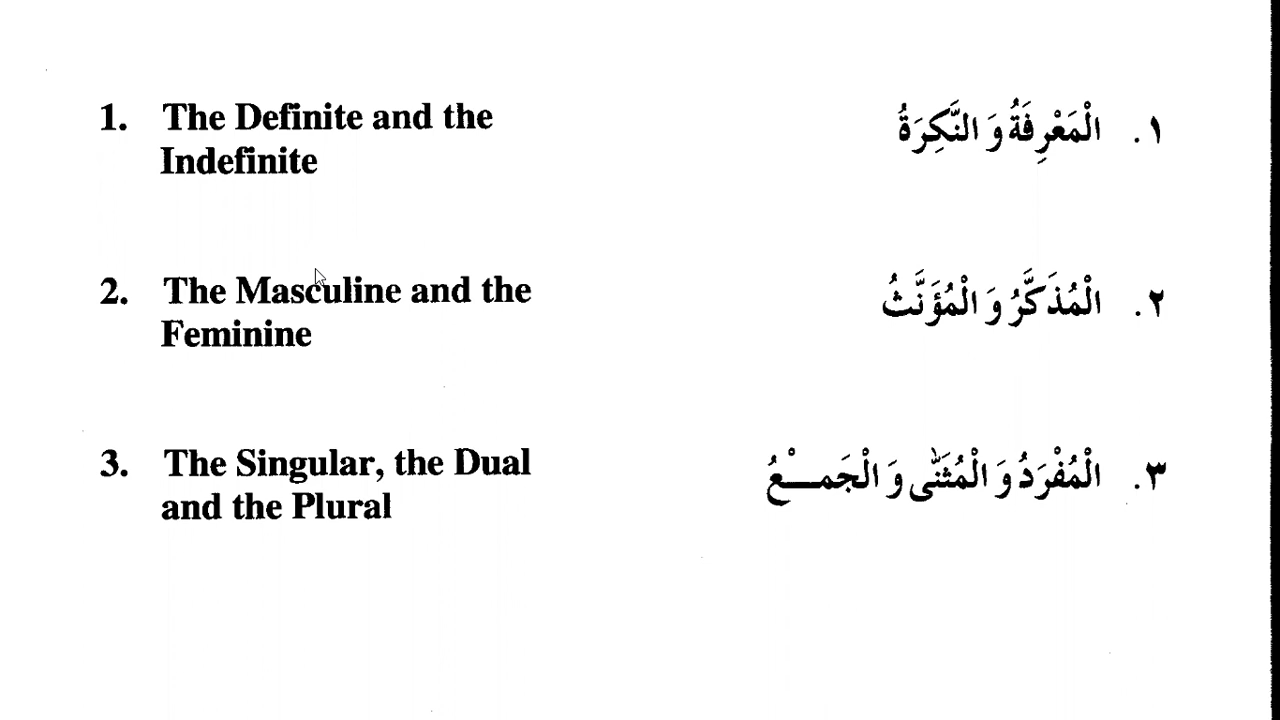 1. The Definite and the
Indefinite
١. الْمَعْرِفَةُ وَ النَّكِرَةُ
2. The Masculine and the
Feminine
٢. الْمُذَكَّرُ وَ الْمُؤَنَّثُ
3. The Singular, the Dual
and the Plural
٣. الْمُفْرَدُ وَ الْمُثَنّٰى وَ الْجَمـــْعُ